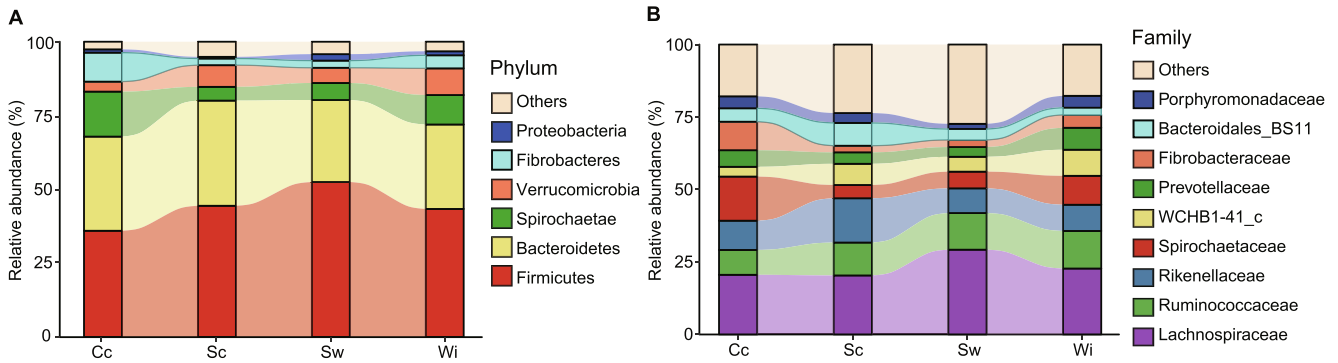 A
Relative abundance (%)
100
75
50
25
0
Cc Sc Sw Wi
Phylum
Others
Proteobacteria
Fibrobacteres
Verrucomicrobia
Spirochaetae
Bacteroidetes
Firmicutes
B
Relative abundance (%)
100
75
50
25
0
Cc Sc Sw Wi
Family
Others
Porphyromonadaceae
Bacteroidales_BS11
Fibrobacteraceae
Prevotellaceae
WCHB1-41_c
Spirochaetaceae
Rikenellaceae
Ruminococcaceae
Lachnospiraceae